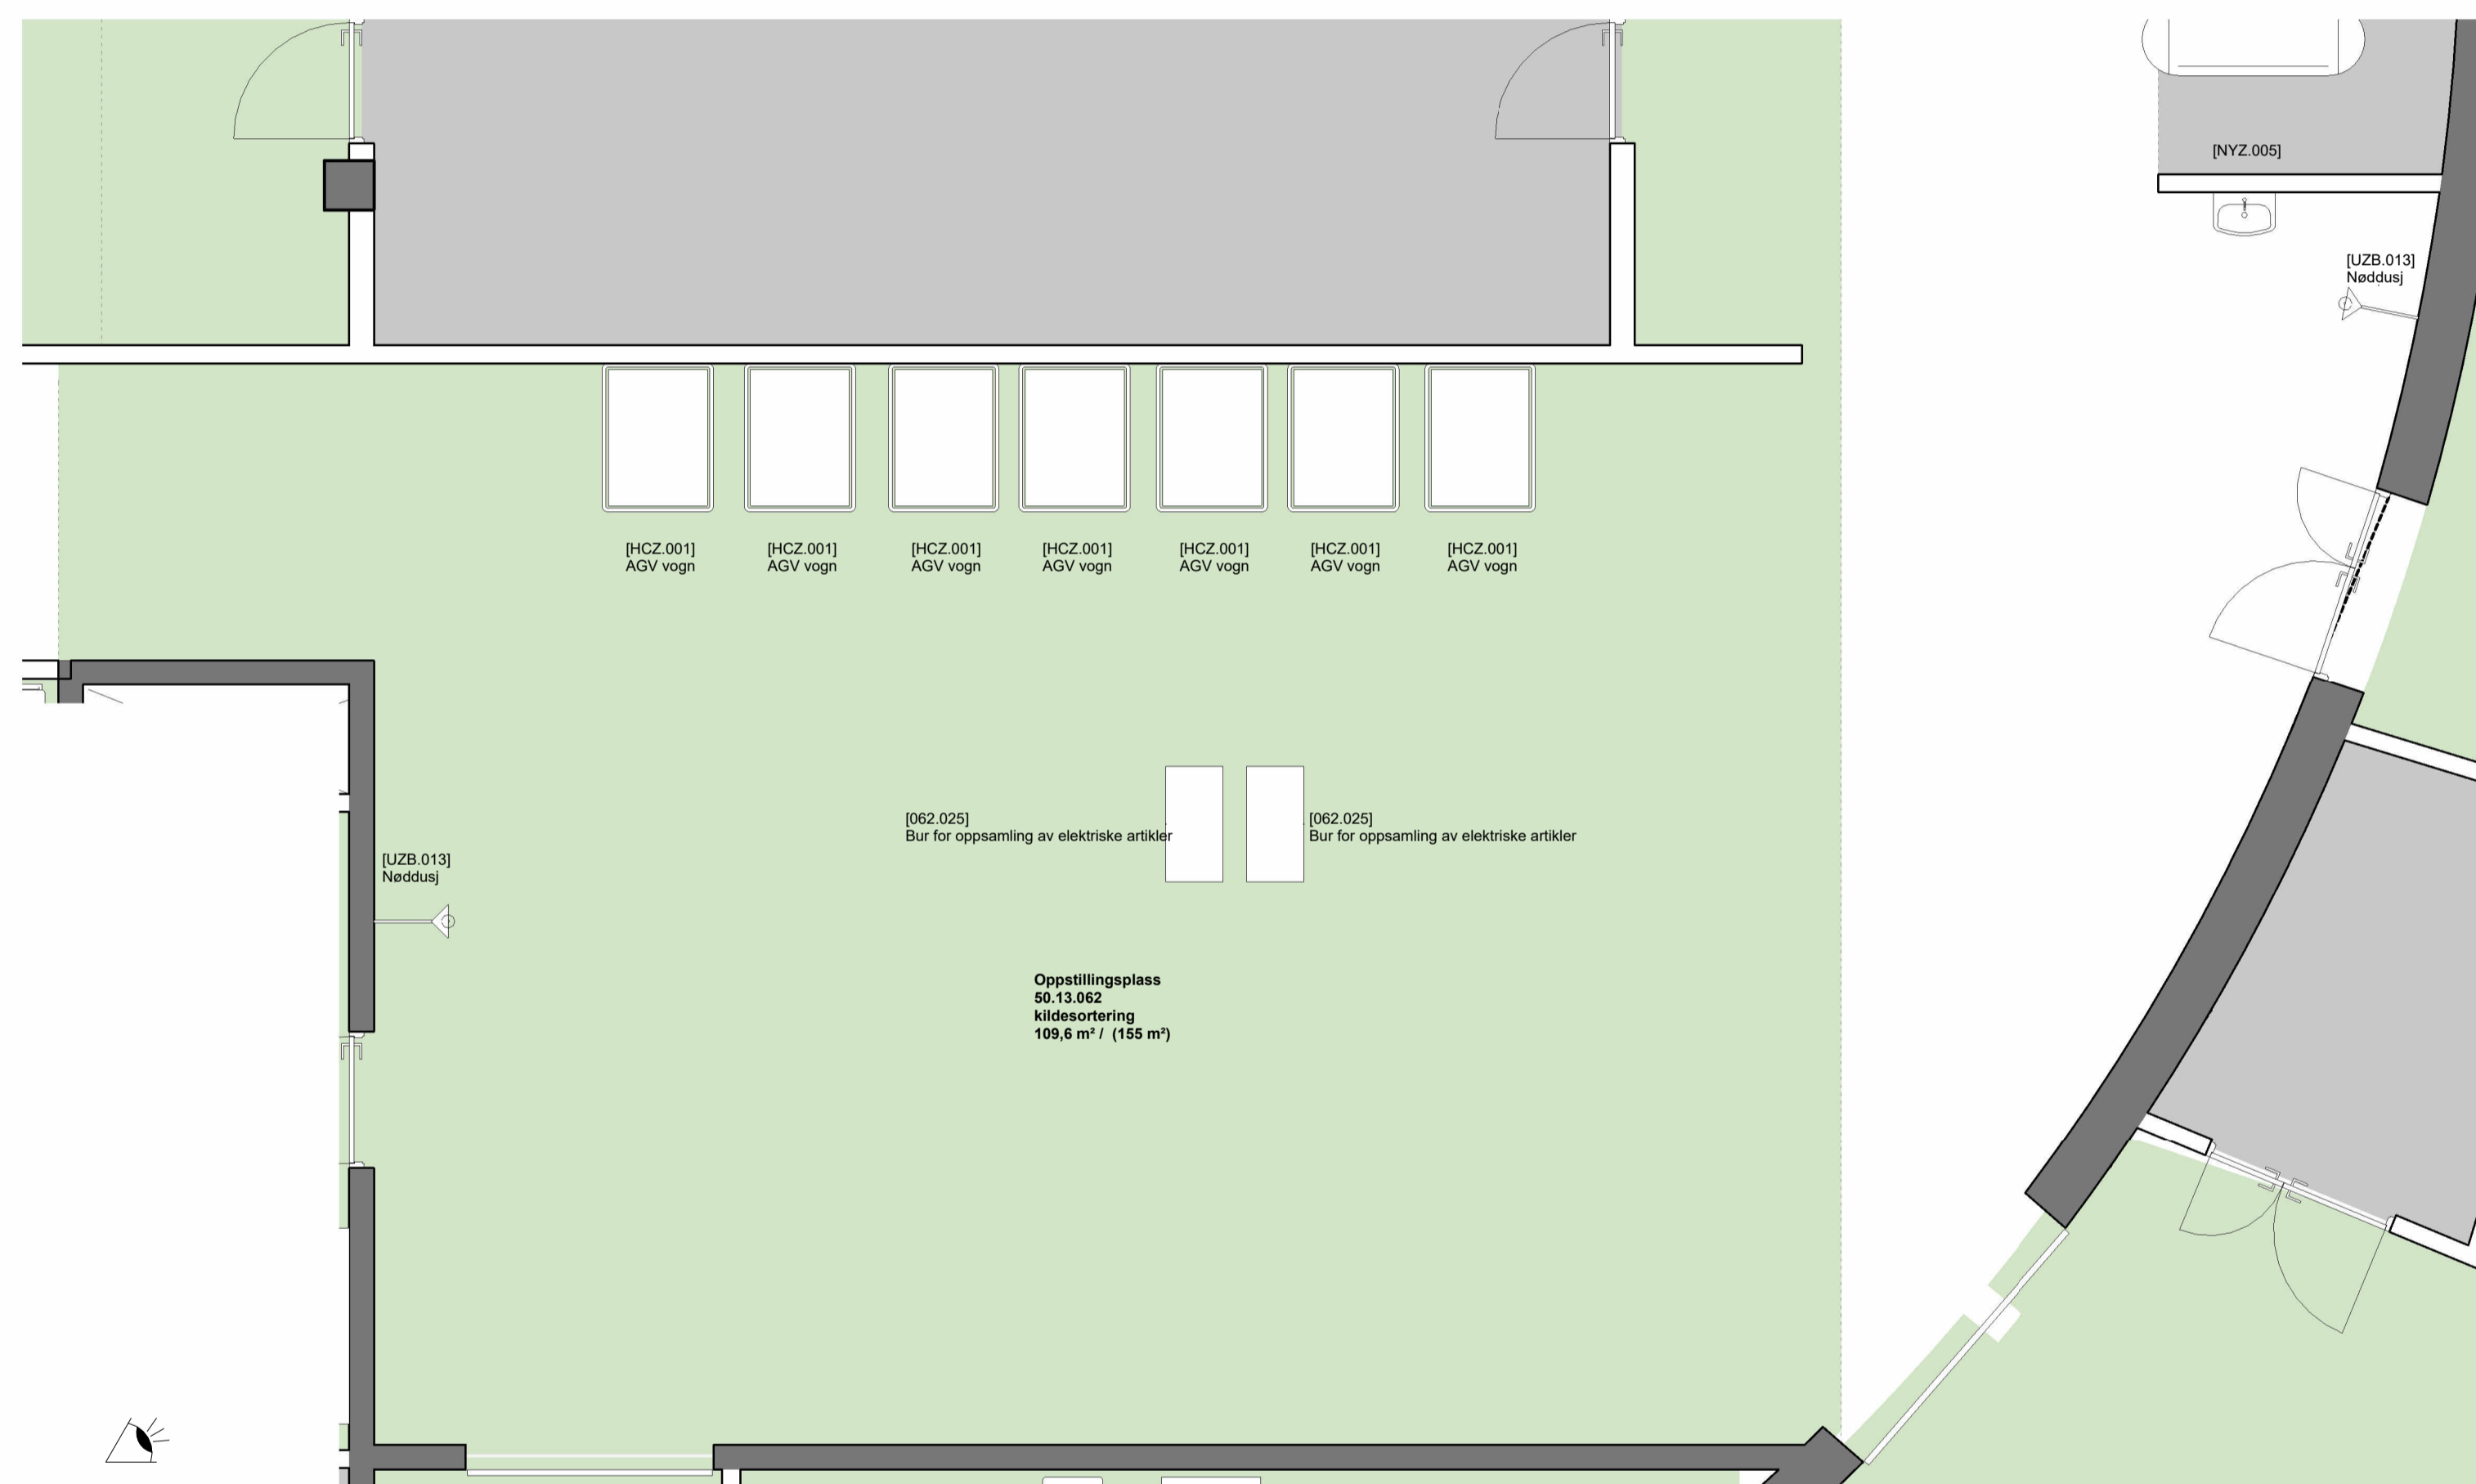 [NYZ.005]
[UZB.013]
Nøddusj
[HCZ.001]
AGV vogn
[HCZ.001]
AGV vogn
[HCZ.001]
AGV vogn
[HCZ.001]
AGV vogn
[HCZ.001]
AGV vogn
[HCZ.001]
AGV vogn
[HCZ.001]
AGV vogn
[062.025]
Bur for oppsamling av elektriske artikler
[062.025]
Bur for oppsamling av elektriske artikler
[UZB.013]
Nøddusj
Oppstillingsplass
50.13.062
kildesortering
109,6 m² / (155 m²)